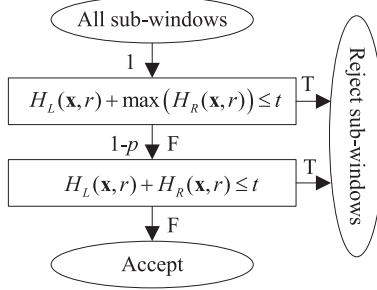 All sub-windows
1
H_L(x,r) + max(H_R(x,r)) ≤ t
T
1-p F
H_L(x,r) + H_R(x,r) ≤ t
T
F
Accept
Reject sub-windows